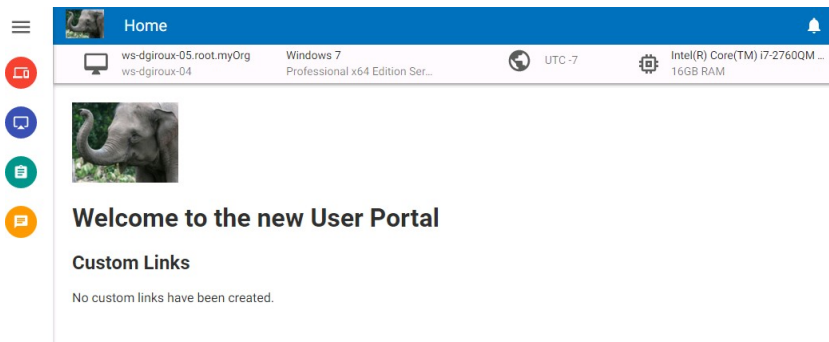 Home
ws-dgiroux-05.root.myOrg
ws-dgiroux-04
Windows 7
Professional x64 Edition Ser...
UTC -7
Intel(R) Core(TM) i7-2760QM ...
16GB RAM
Welcome to the new User Portal
Custom Links
No custom links have been created.